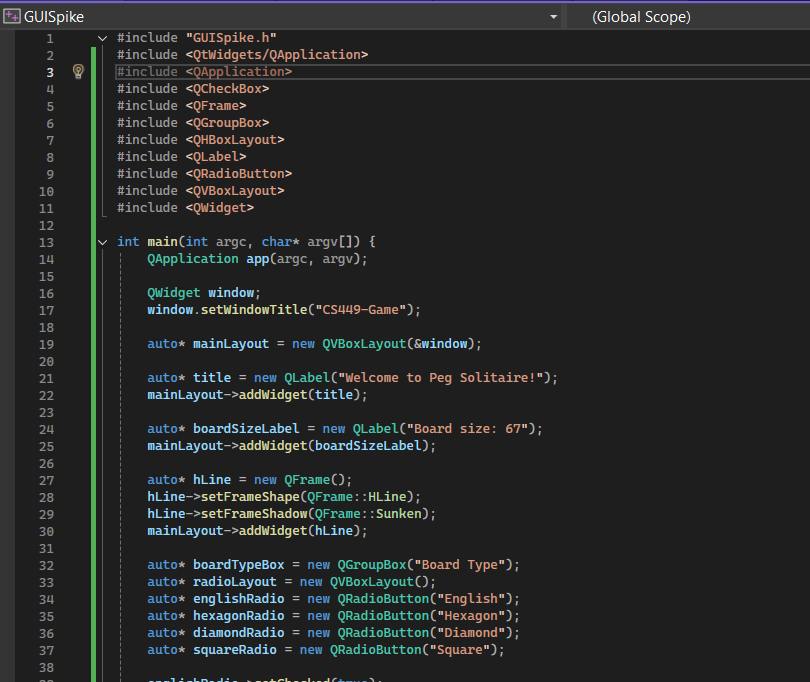 GUISpike (Global Scope)
1 #include "GUISpike.h"
2 #include <QtWidgets/QApplication>
3 #include <QApplication>
4 #include <QCheckBox>
5 #include <QFrame>
6 #include <QGroupBox>
7 #include <QHBoxLayout>
8 #include <QLabel>
9 #include <QRadioButton>
10 #include <QVBoxLayout>
11 #include <QWidget>
12
13 int main(int argc, char* argv[]) {
14 QApplication app(argc, argv);
15
16 QWidget window;
17 window.setWindowTitle("CS449-Game");
18
19 auto* mainLayout = new QVBoxLayout(&window);
20
21 auto* title = new QLabel("Welcome to Peg Solitaire!");
22 mainLayout->addWidget(title);
23
24 auto* boardSizeLabel = new QLabel("Board size: 67");
25 mainLayout->addWidget(boardSizeLabel);
26
27 auto* hLine = new QFrame();
28 hLine->setFrameShape(QFrame::HLine);
29 hLine->setFrameShadow(QFrame::Sunken);
30 mainLayout->addWidget(hLine);
31
32 auto* boardTypeBox = new QGroupBox("Board Type");
33 auto* radioLayout = new QVBoxLayout();
34 auto* englishRadio = new QRadioButton("English");
35 auto* hexagonRadio = new QRadioButton("Hexagon");
36 auto* diamondRadio = new QRadioButton("Diamond");
37 auto* squareRadio = new QRadioButton("Square");
38